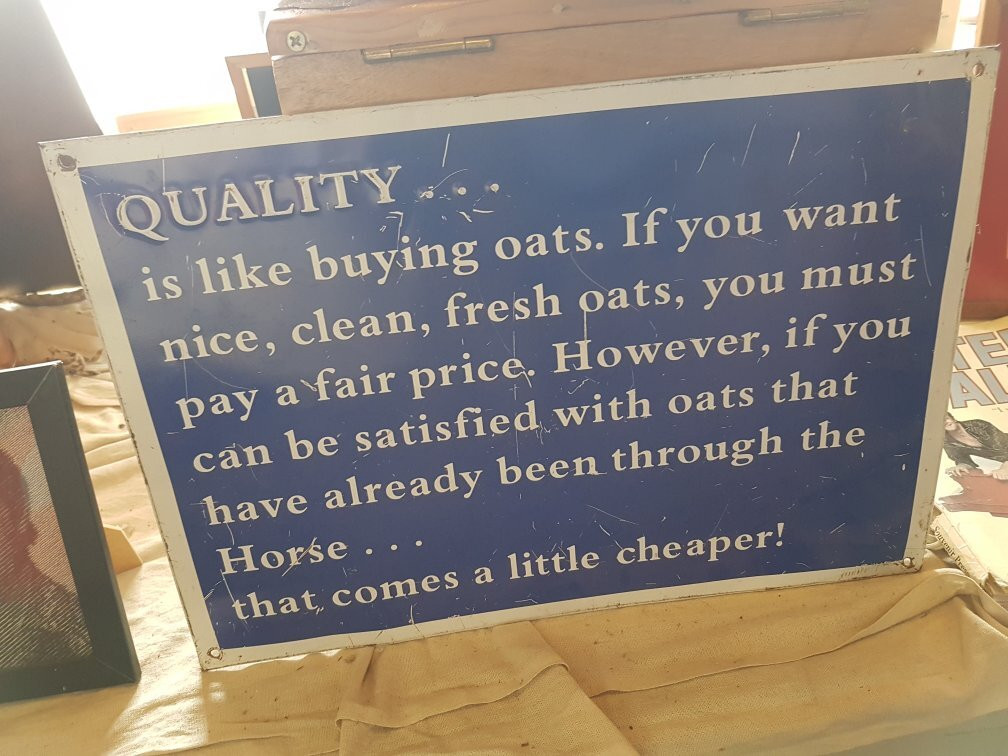 QUALITY . . .
is like buying oats. If you want
nice, clean, fresh oats, you must
pay a fair price. However, if you
can be satisfied with oats that
have already been through the
Horse . . .
that comes a little cheaper!